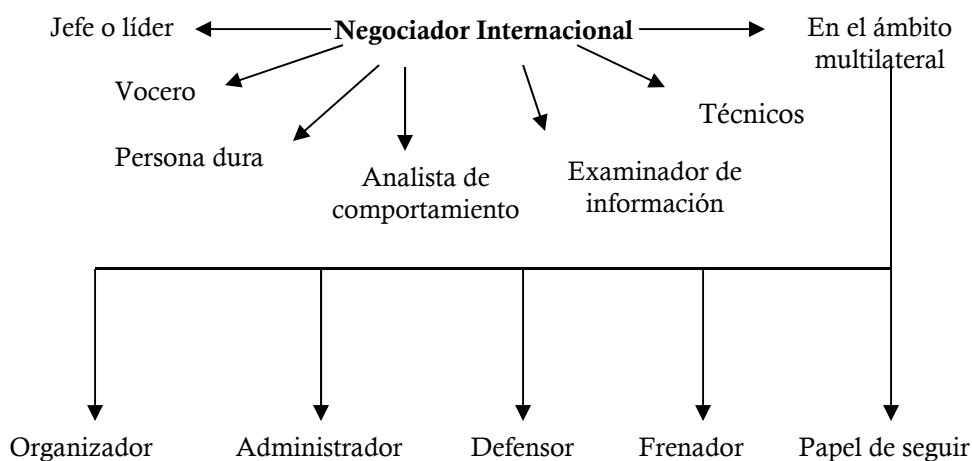 Jefe o líder
Negociador Internacional
En el ámbito
multilateral
Vocero
Técnicos
Persona dura
Analista de
comportamiento
Examinador de
información
Organizador
Administrador
Defensor
Frenador
Papel de seguir